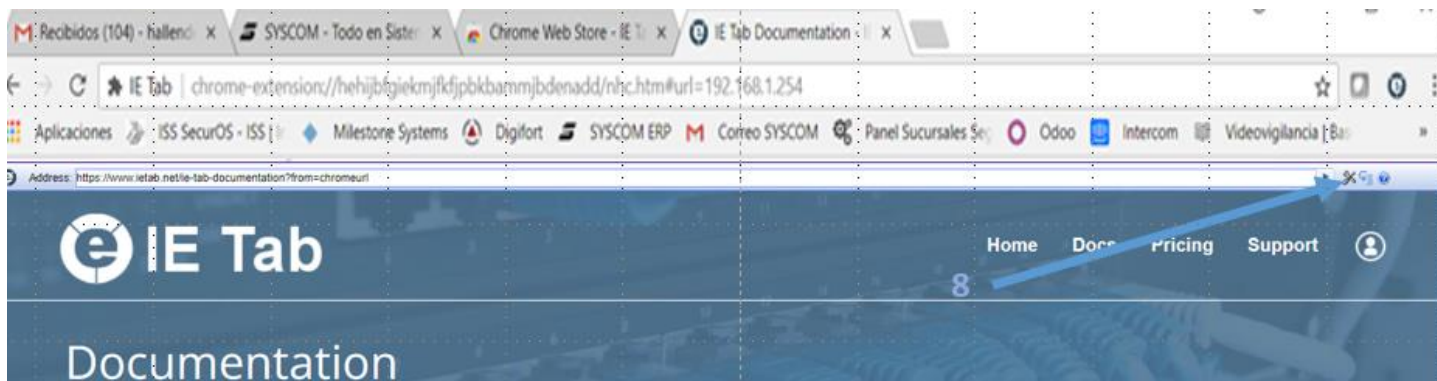 Recibidos (104) - hallend SYSCOM - Todo en Siste Chrome Web Store - IE T IE Tab Documentation - I
IE Tab chrome-extension://hehijbfgiekmjfkfjpbkbammjbdenadd/nhc.htm#url=192.168.1.254
Aplicaciones ISS SecurOS - ISS | Milestone Systems Digifort SYSCOM ERP Correo SYSCOM Panel Sucursales Se Odoo Intercom Videovigilancia | Bas »
Address: https://www.ietab.net/ie-tab-documentation?from=chromeurl
IE Tab
Home Docs Pricing Support
8
Documentation